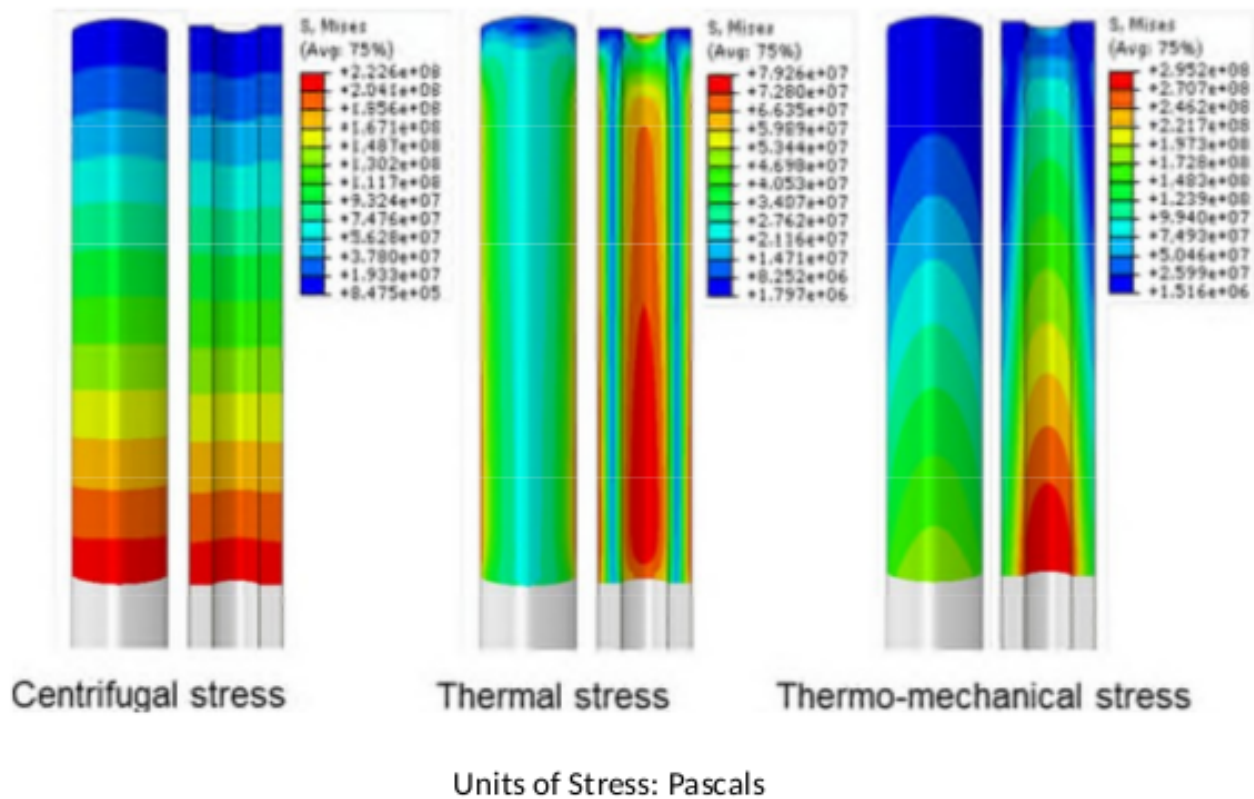 S, Mises
(Avg: 75%)
+2.226e+08
+2.041e+08
+1.856e+08
+1.671e+08
+1.487e+08
+1.302e+08
+1.117e+08
+9.324e+07
+7.476e+07
+5.628e+07
+3.780e+07
+1.933e+07
+8.475e+05
S, Mises
(Avg: 75%)
+7.926e+07
+7.280e+07
+6.635e+07
+5.989e+07
+5.344e+07
+4.698e+07
+4.053e+07
+3.407e+07
+2.762e+07
+2.116e+07
+1.471e+07
+8.252e+06
+1.797e+06
S, Mises
(Avg: 75%)
+2.952e+08
+2.707e+08
+2.462e+08
+2.217e+08
+1.973e+08
+1.728e+08
+1.483e+08
+1.239e+08
+9.940e+07
+7.493e+07
+5.046e+07
+2.599e+07
+1.516e+06
Centrifugal stress
Thermal stress
Thermo-mechanical stress
Units of Stress: Pascals